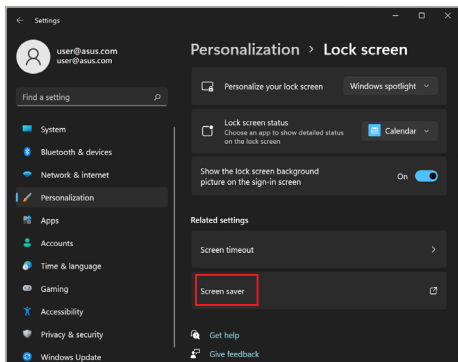 Settings
user@asus.com
user@asus.com
Find a setting
System
Bluetooth & devices
Network & internet
Personalization
Apps
Accounts
Time & language
Gaming
Accessibility
Privacy & security
Windows Update
Personalization > Lock screen
Personalize your lock screen
Windows spotlight
Lock screen status
Choose an app to show detailed status
on the lock screen
Calendar
Show the lock screen background
picture on the sign-in screen
On
Related settings
Screen timeout
Screen saver
Get help
Give feedback